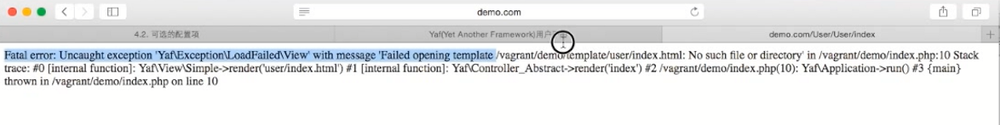 demo.com
4.2. 可选的配置项
Yaf(Yet Another Framework)用户
demo.com/User/User/index
Fatal error: Uncaught exception 'Yaf\Exception\LoadFailed\View' with message 'Failed opening template /vagrant/demo/template/user/index.html: No such file or directory' in /vagrant/demo/index.php:10 Stack
trace: #0 [internal function]: Yaf\View\Simple->render('user/index.html') #1 [internal function]: Yaf\Controller_Abstract->render('index') #2 /vagrant/demo/index.php(10): Yaf\Application->run() #3 {main}
thrown in /vagrant/demo/index.php on line 10